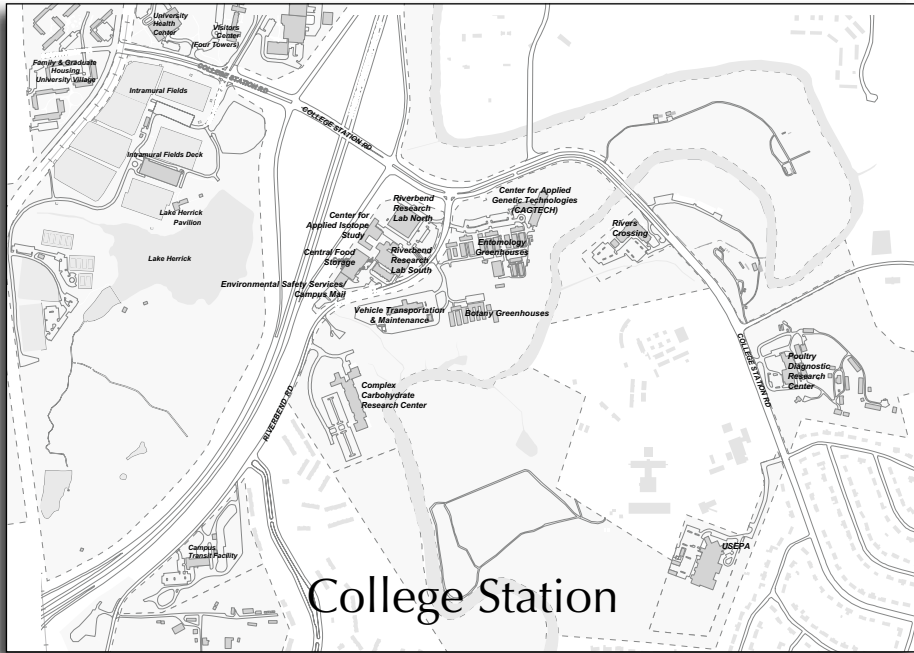 University
Health
Center
Visitors
Center
(Four Towers)
Family & Graduate
Housing
University Village
COLLEGE STATION RD
Intramural Fields
COLLEGE STATION RD
Intramural Fields Deck
Lake Herrick
Pavilion
Lake Herrick
Center for
Applied Isotope
Study
Riverbend
Research
Lab North
Center for Applied
Genetic Technologies
(CAGTECH)
Rivers
Crossing
Central Food
Storage
Riverbend
Research
Lab South
Entomology
Greenhouses
Environmental Safety Services/
Campus Mail
Vehicle Transportation
& Maintenance
Botany Greenhouses
COLLEGE STATION RD
Poultry
Diagnostic
Research
Center
Complex
Carbohydrate
Research Center
RIVERBEND RD
Campus
Transit Facility
USEPA
College Station